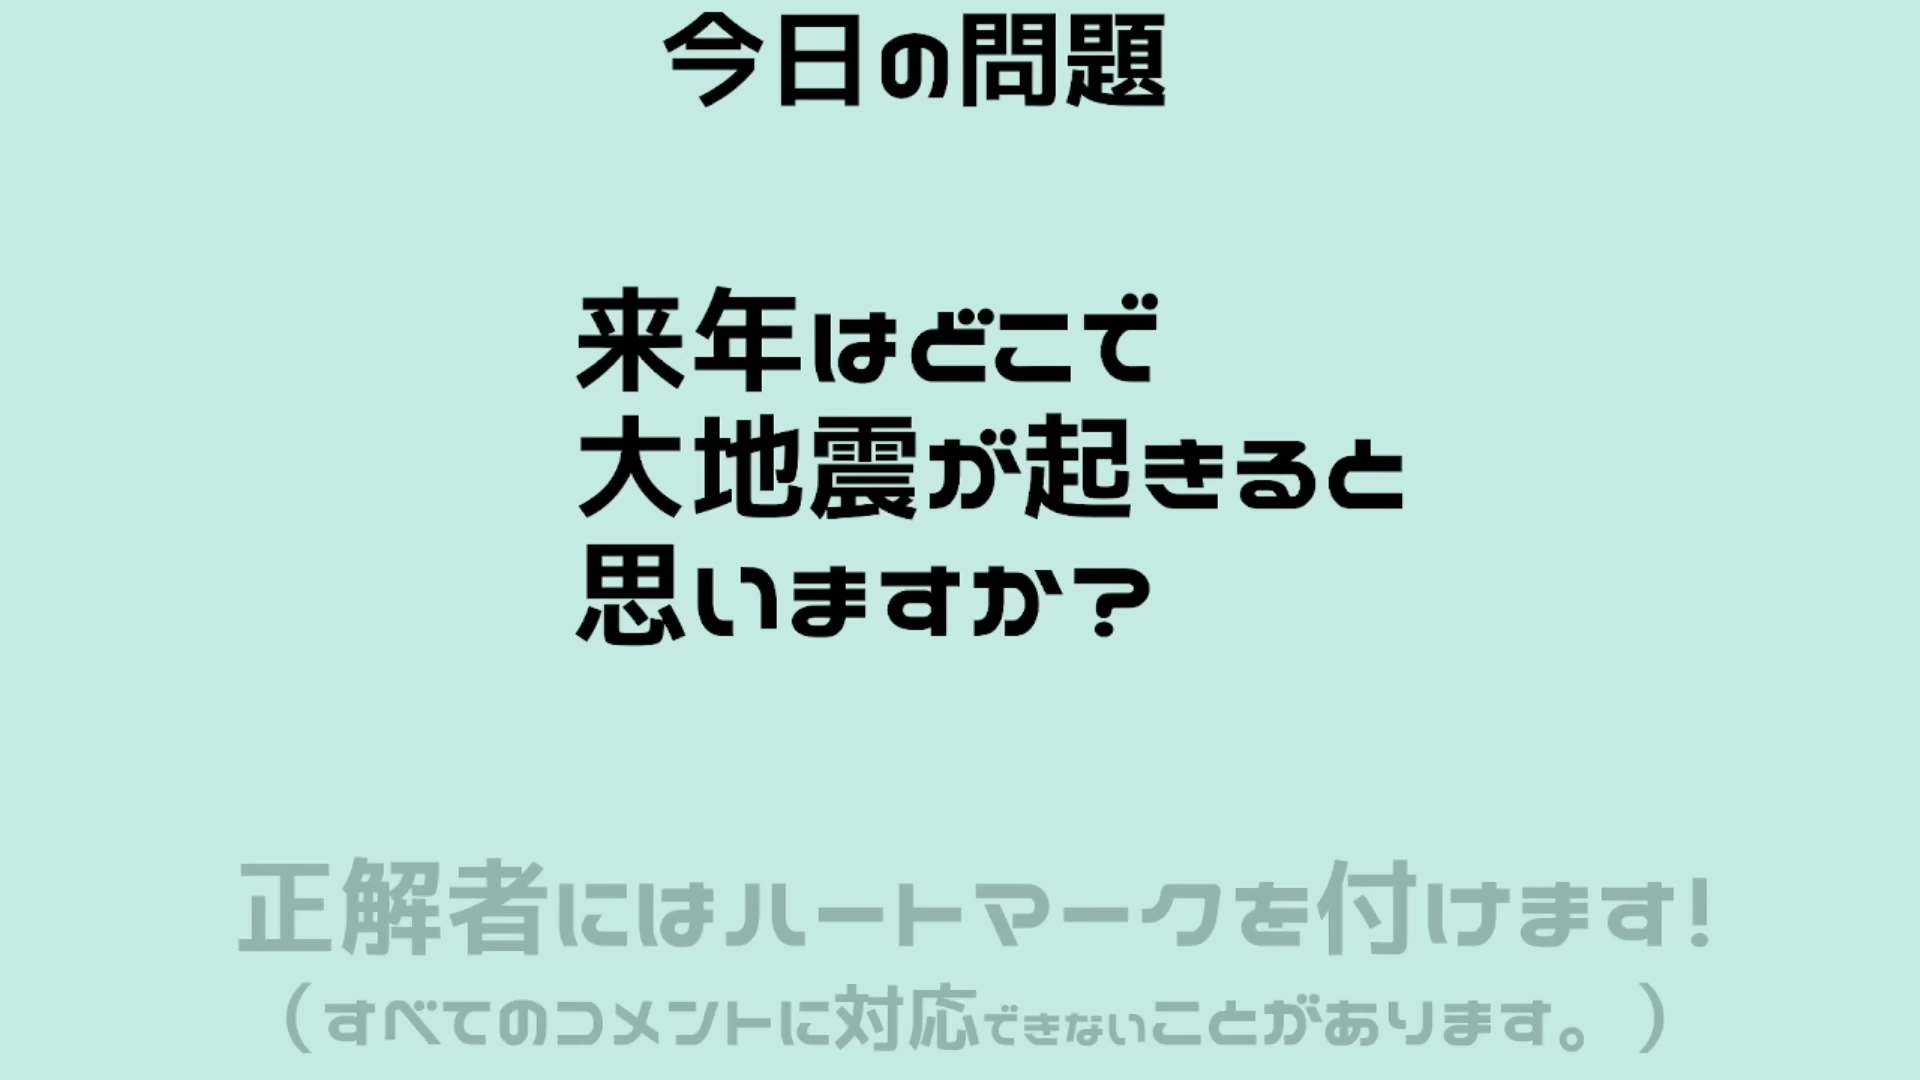 今日の問題
来年はどこで
大地震が起きると
思いますか?
正解者にはハートマークを付けます!
(すべてのコメントに対応できないことがあります。)